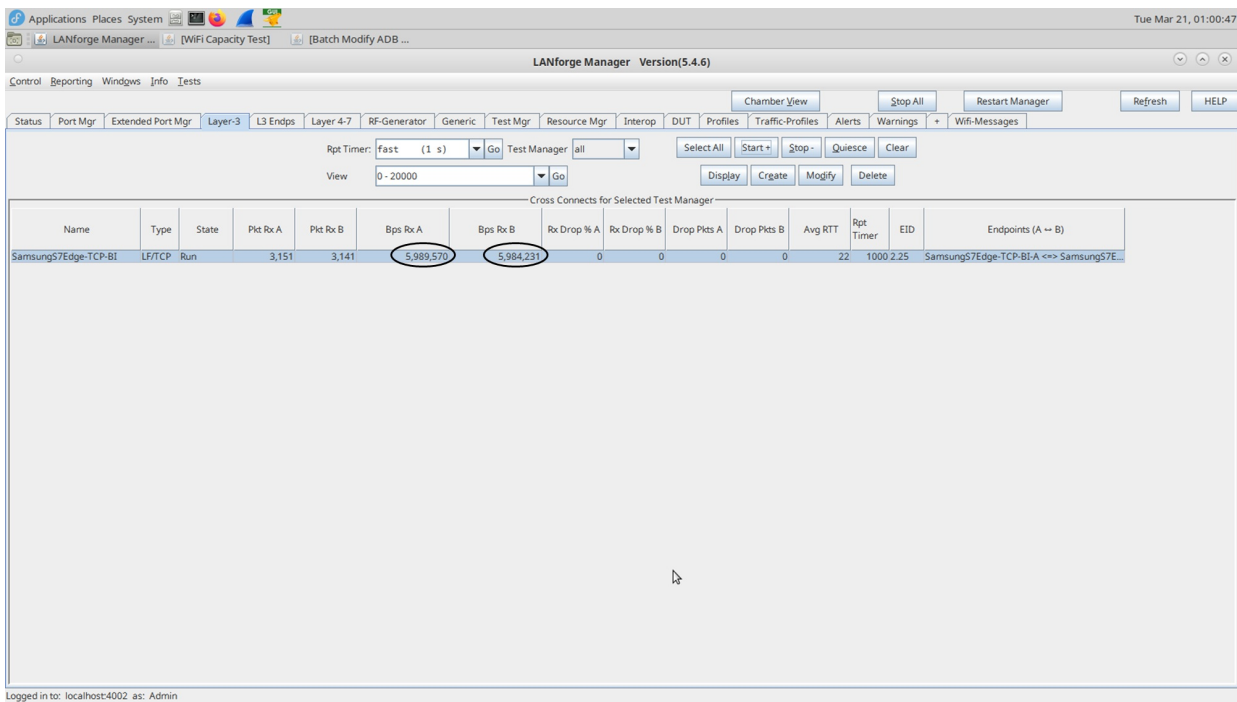 Applications Places System Tue Mar 21, 01:00:47
LANforge Manager ... [WiFi Capacity Test] [Batch Modify ADB ...
LANforge Manager Version(5.4.6)
Control Reporting Windows Info Tests
Chamber View Stop All Restart Manager Refresh HELP
Status Port Mgr Extended Port Mgr Layer-3 L3 Endps Layer 4-7 RF-Generator Generic Test Mgr Resource Mgr Interop DUT Profiles Traffic-Profiles Alerts Warnings + Wifi-Messages
Rpt Timer: fast (1 s) Go Test Manager all Select All Start + Stop - Quiesce Clear
View 0 - 20000 Go Display Create Modify Delete
Cross Connects for Selected Test Manager
Name Type State Pkt Rx A Pkt Rx B Bps Rx A Bps Rx B Rx Drop % A Rx Drop % B Drop Pkts A Drop Pkts B Avg RTT Rpt Timer EID Endpoints (A ↔ B)
SamsungS7Edge-TCP-BI LF/TCP Run 3,151 3,141 5,989,570 5,984,231 0 0 0 0 22 1000 2.25 SamsungS7Edge-TCP-BI-A <=> SamsungS7E...
Logged in to: localhost:4002 as: Admin